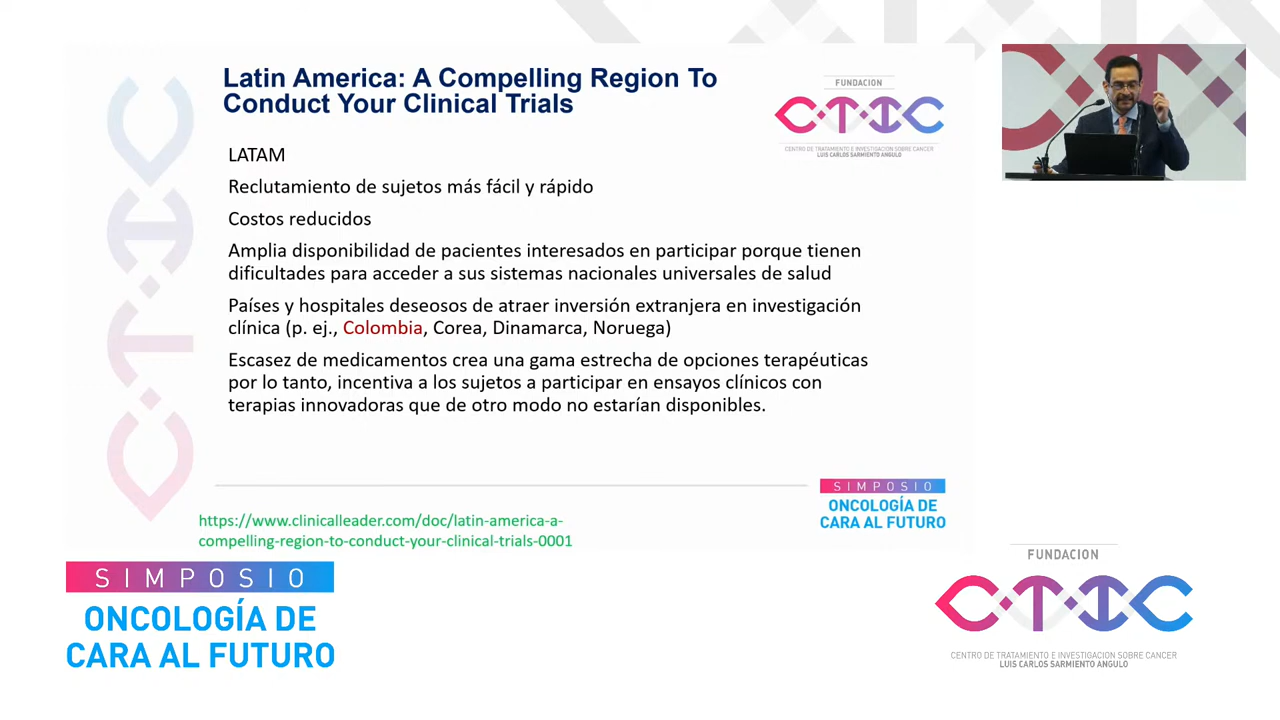 Latin America: A Compelling Region To
Conduct Your Clinical Trials
FUNDACION
C·T·I·C
CENTRO DE TRATAMIENTO E INVESTIGACION SOBRE CANCER
LUIS CARLOS SARMIENTO ANGULO
LATAM
Reclutamiento de sujetos más fácil y rápido
Costos reducidos
Amplia disponibilidad de pacientes interesados en participar porque tienen
dificultades para acceder a sus sistemas nacionales universales de salud
Países y hospitales deseosos de atraer inversión extranjera en investigación
clínica (p. ej., Colombia, Corea, Dinamarca, Noruega)
Escasez de medicamentos crea una gama estrecha de opciones terapéuticas
por lo tanto, incentiva a los sujetos a participar en ensayos clínicos con
terapias innovadoras que de otro modo no estarían disponibles.
C·T·I·C
SIMPOSIO
ONCOLOGÍA DE
CARA AL FUTURO
https://www.clinicalleader.com/doc/latin-america-a-
compelling-region-to-conduct-your-clinical-trials-0001
SIMPOSIO
ONCOLOGÍA DE
CARA AL FUTURO
FUNDACION
C·T·I·C
CENTRO DE TRATAMIENTO E INVESTIGACION SOBRE CANCER
LUIS CARLOS SARMIENTO ANGULO